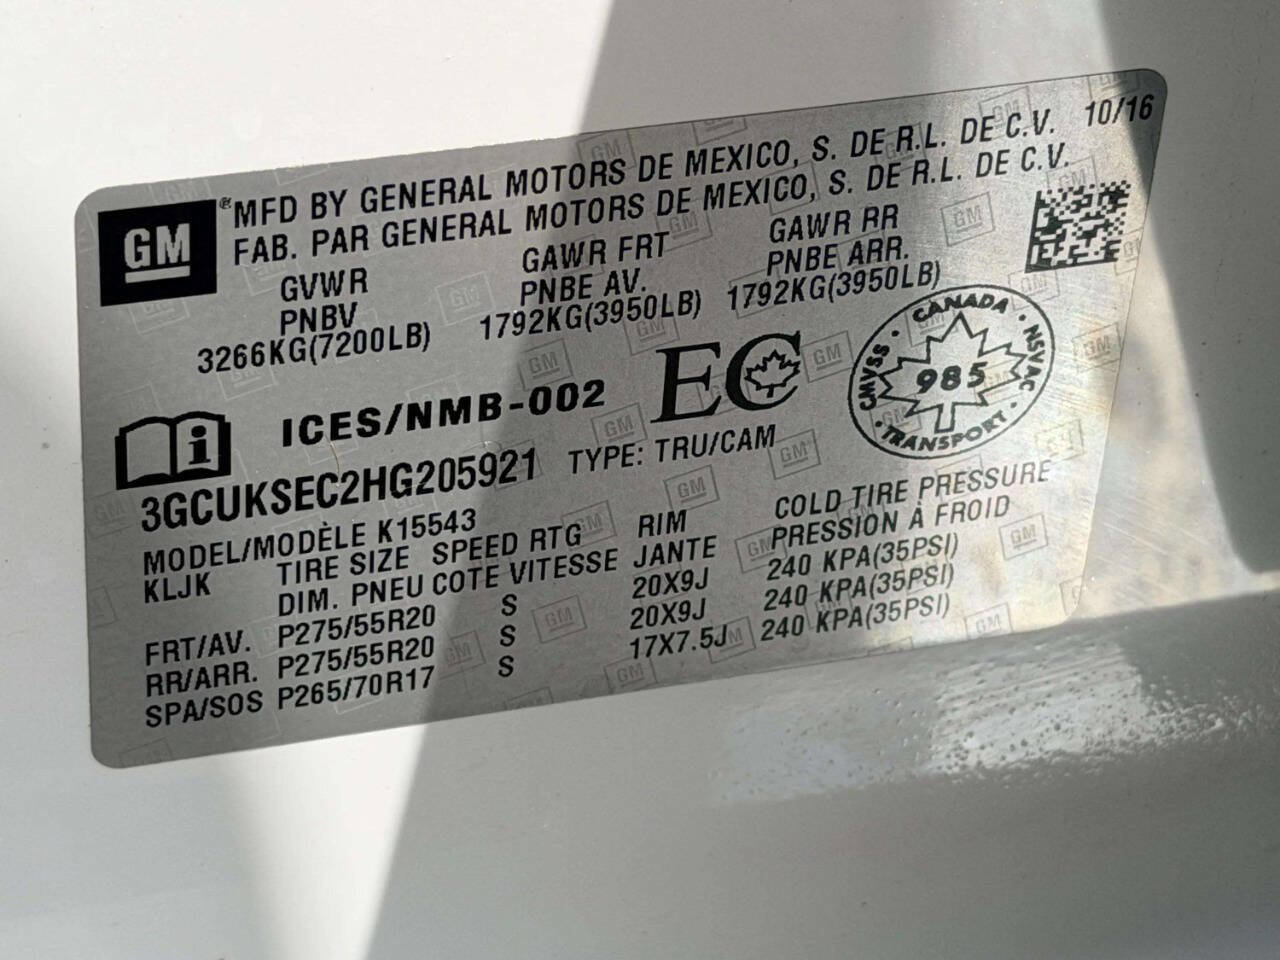 GM
® MFD BY GENERAL MOTORS DE MEXICO, S. DE R.L. DE C.V. 10/16
FAB. PAR GENERAL MOTORS DE MEXICO, S. DE R.L. DE C.V.
GVWR GAWR FRT GAWR RR
PNBV PNBE AV. PNBE ARR.
3266KG(7200LB) 1792KG(3950LB) 1792KG(3950LB)
ICES/NMB-002 EC
CANADA · NSVAC · TRANSPORT · CMVSS ·
985
3GCUKSEC2HG205921 TYPE: TRU/CAM
MODEL/MODÈLE K15543 RIM COLD TIRE PRESSURE
KLJK TIRE SIZE SPEED RTG JANTE PRESSION À FROID
DIM. PNEU COTE VITESSE
FRT/AV. P275/55R20 S 20X9J 240 KPA(35PSI)
RR/ARR. P275/55R20 S 20X9J 240 KPA(35PSI)
SPA/SOS P265/70R17 S 17X7.5J 240 KPA(35PSI)